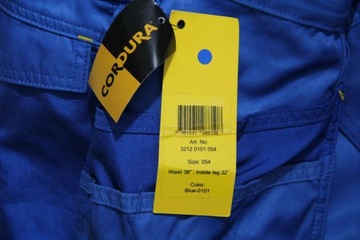 CORDURA
Art. No:
3212 0101 054
Size: 054
Waist 38" . Inside leg 32"
Color:
Blue-0101